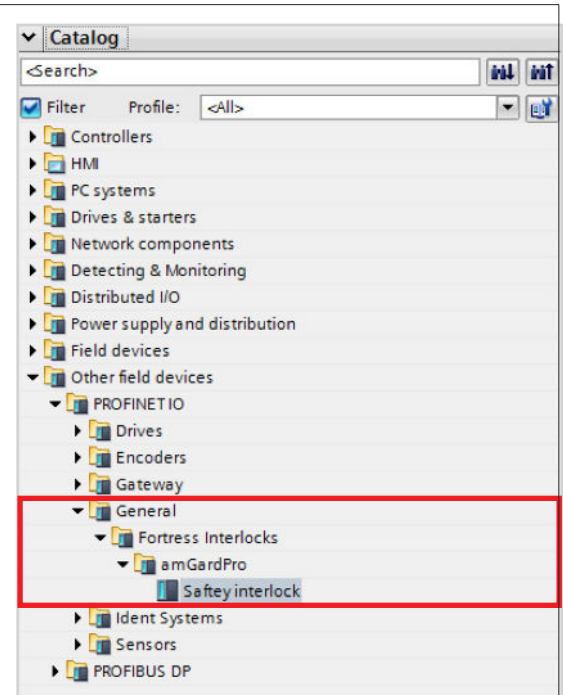 Catalog
<Search>
Filter Profile: <All>
Controllers
HMI
PC systems
Drives & starters
Network components
Detecting & Monitoring
Distributed I/O
Power supply and distribution
Field devices
Other field devices
PROFINET IO
Drives
Encoders
Gateway
General
Fortress Interlocks
amGardPro
Saftey interlock
Ident Systems
Sensors
PROFIBUS DP